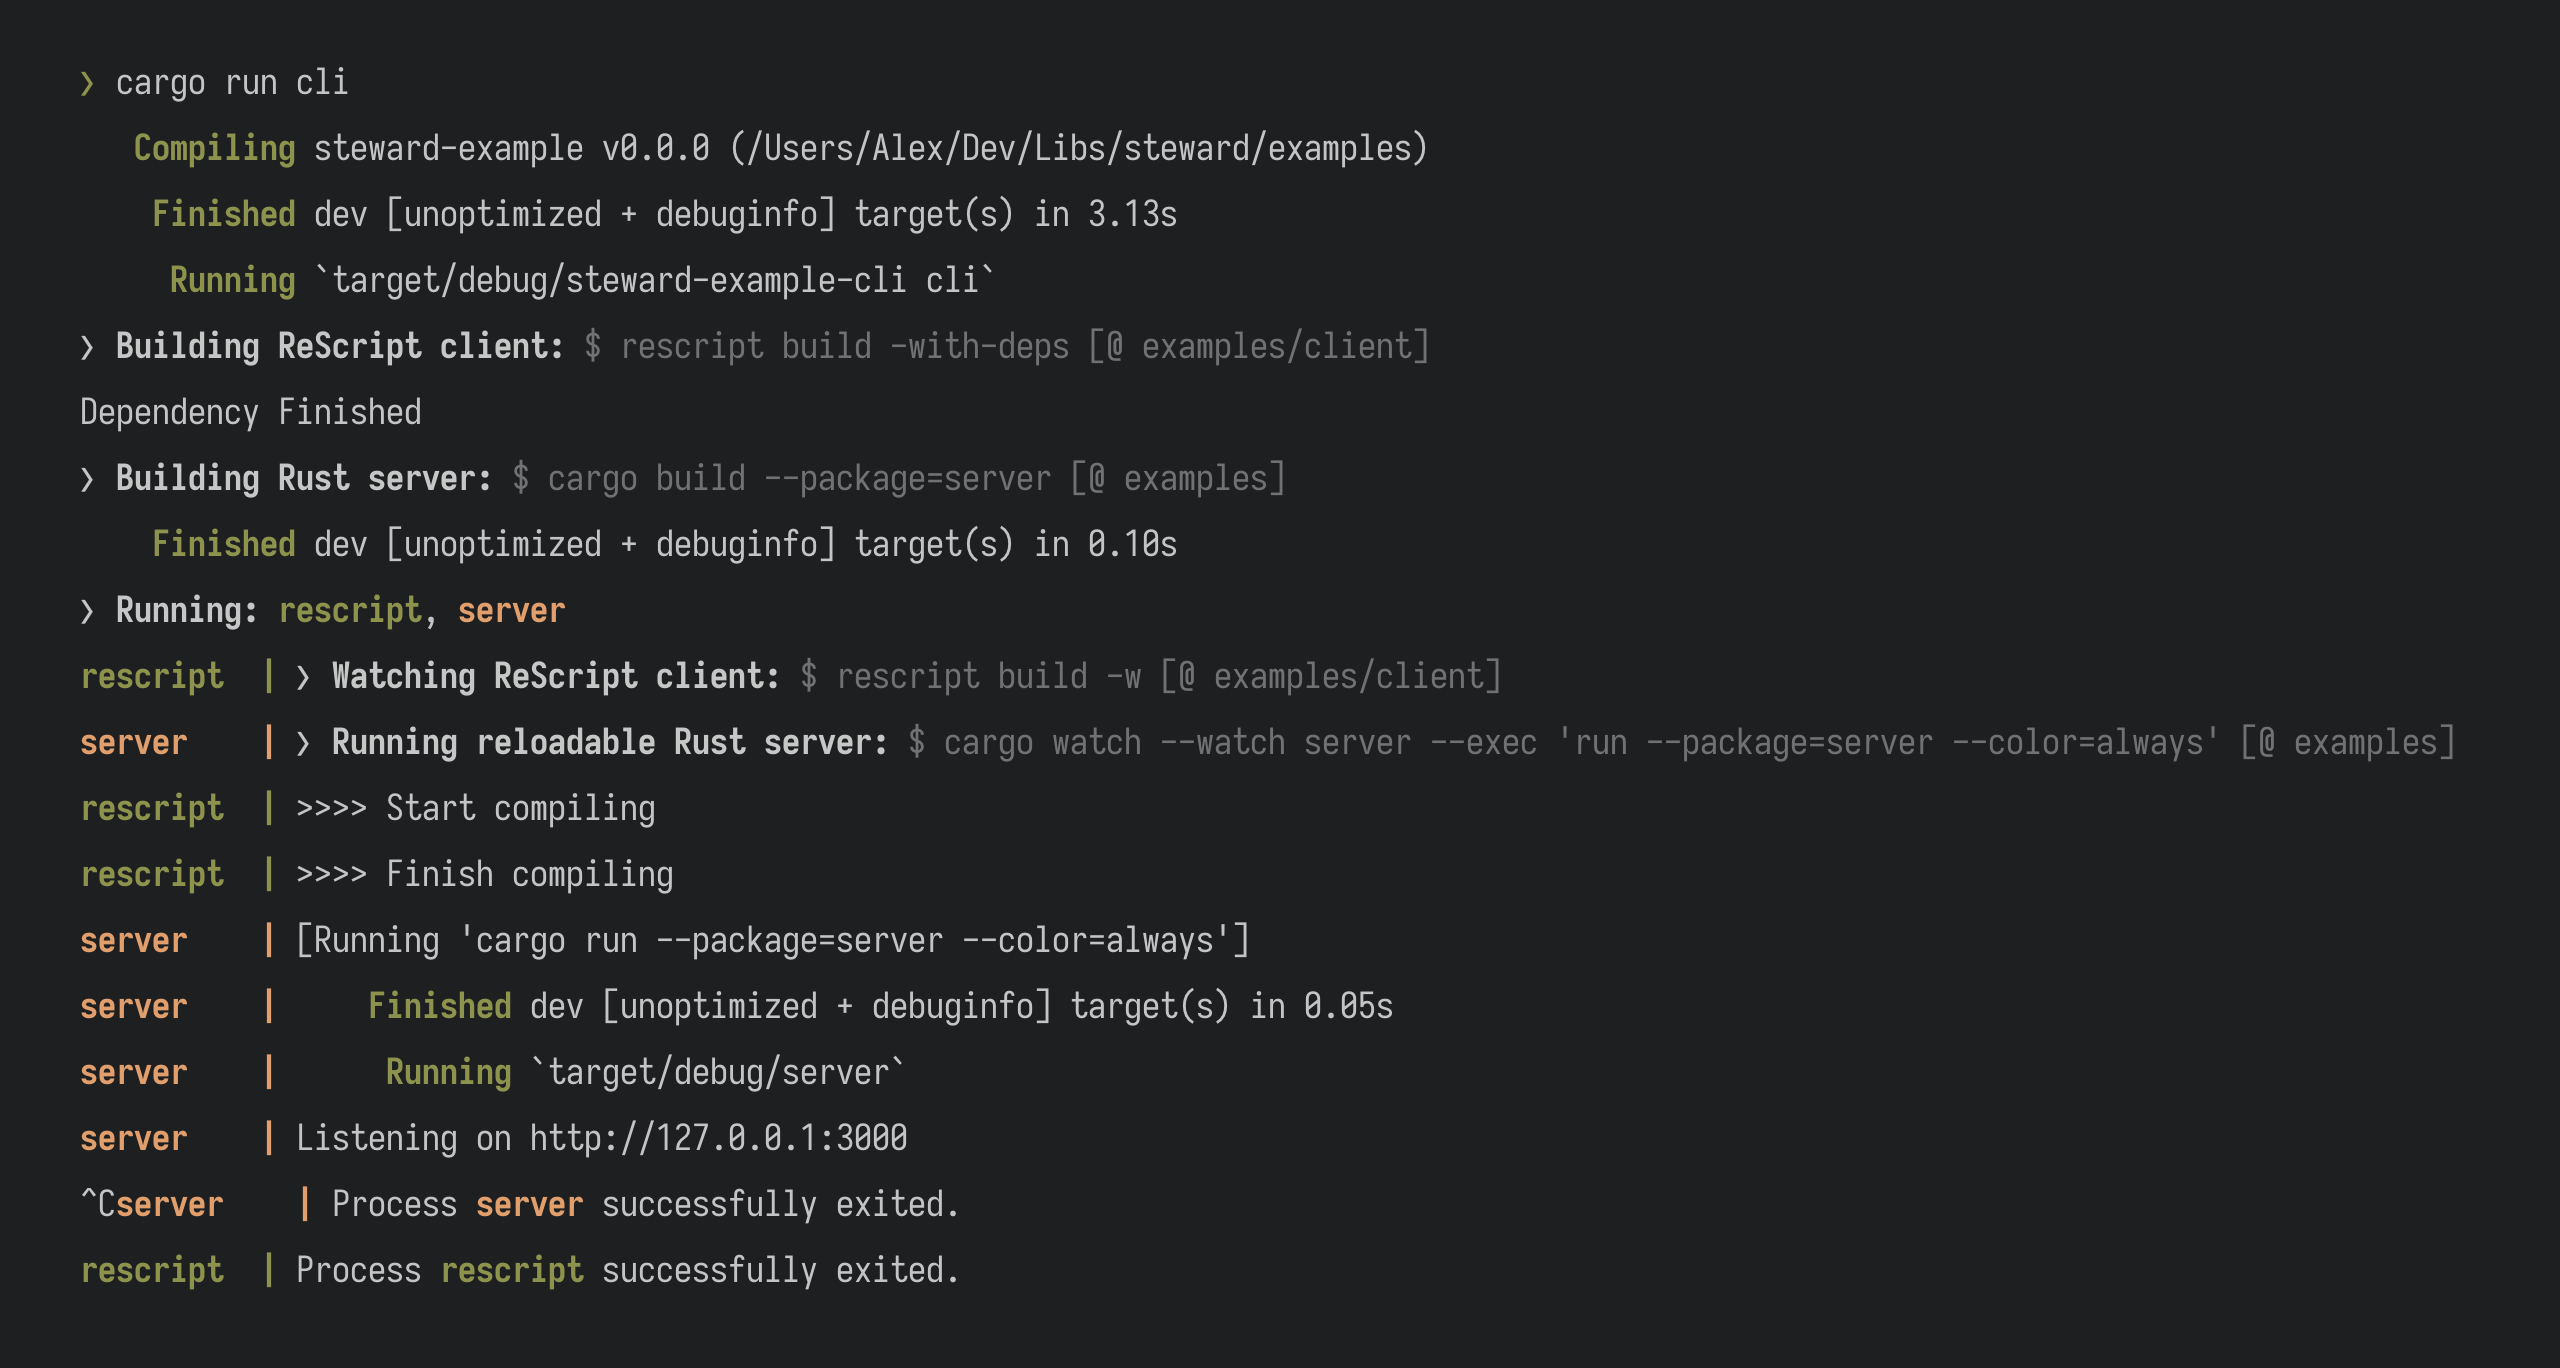 ❯ cargo run cli
   Compiling steward-example v0.0.0 (/Users/Alex/Dev/Libs/steward/examples)
    Finished dev [unoptimized + debuginfo] target(s) in 3.13s
     Running `target/debug/steward-example-cli cli`
❯ Building ReScript client: $ rescript build -with-deps [@ examples/client]
Dependency Finished
❯ Building Rust server: $ cargo build --package=server [@ examples]
    Finished dev [unoptimized + debuginfo] target(s) in 0.10s
❯ Running: rescript, server
rescript  | ❯ Watching ReScript client: $ rescript build -w [@ examples/client]
server    | ❯ Running reloadable Rust server: $ cargo watch --watch server --exec 'run --package=server --color=always' [@ examples]
rescript  | >>>> Start compiling
rescript  | >>>> Finish compiling
server    | [Running 'cargo run --package=server --color=always']
server    |     Finished dev [unoptimized + debuginfo] target(s) in 0.05s
server    |      Running `target/debug/server`
server    | Listening on http://127.0.0.1:3000
^Cserver    | Process server successfully exited.
rescript  | Process rescript successfully exited.